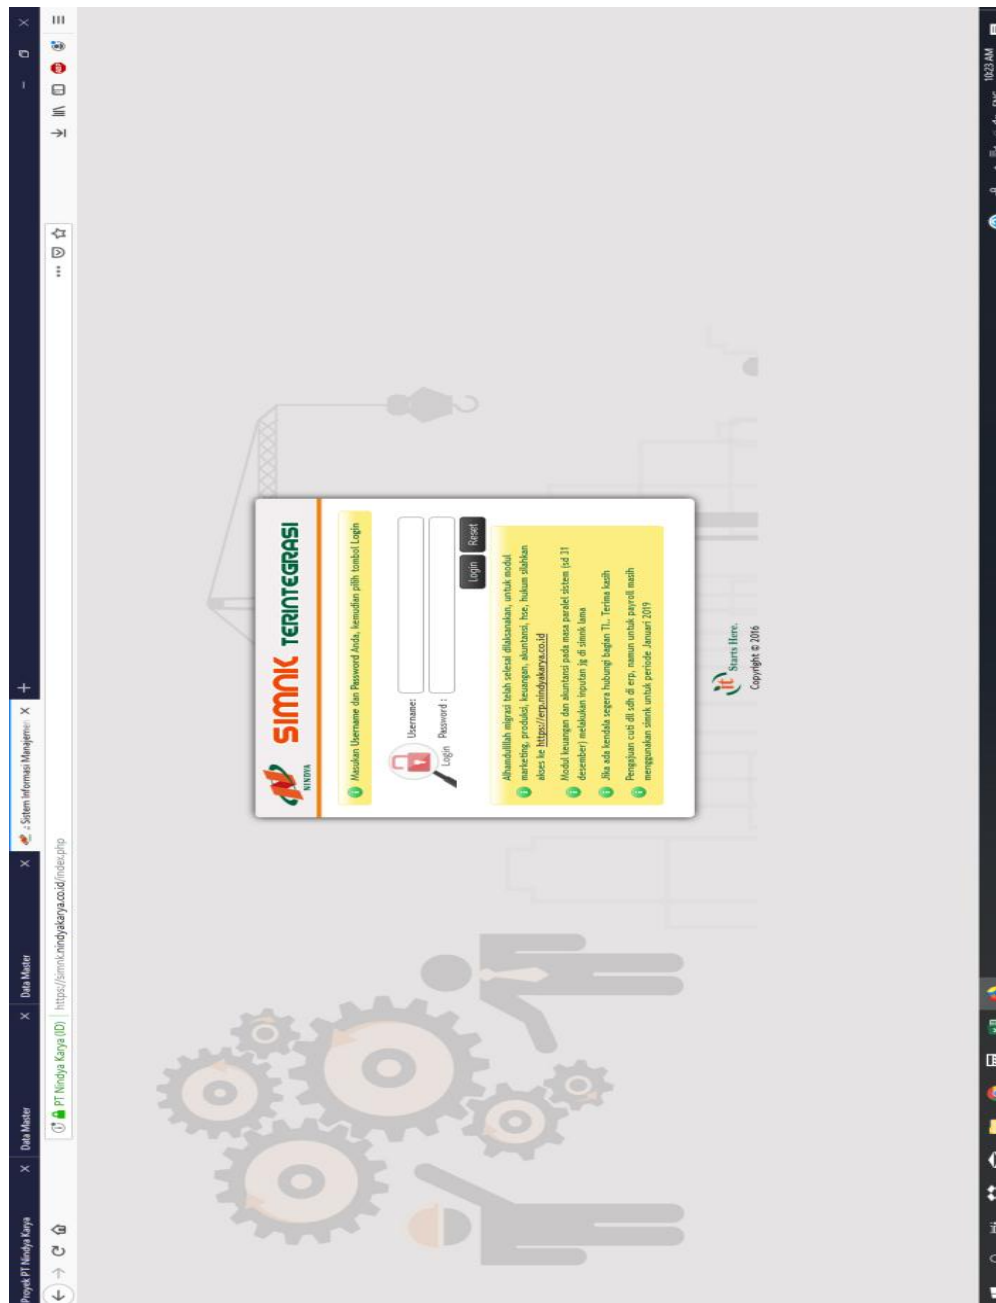 Proyek PT Nindya Karya
Data Master
Data Master
.: Sistem Informasi Manajemen
PT Nindya Karya (ID)
https://simnk.nindyakarya.co.id/index.php
NINDYA
SIMNK TERINTEGRASI
Masukan Username dan Password Anda, kemudian pilih tombol Login
Login
Username:
Password :
Login
Reset
Alhamdulillah migrasi telah selesai dilaksanakan, untuk modul
marketing, produksi, keuangan, akuntansi, hse, hukum silahkan
akses ke https://erp.nindyakarya.co.id
Modul keuangan dan akuntansi pada masa paralel sistem (sd 31
desember) melakukan inputan jg di simnk lama
Jika ada kendala segera hubungi bagian TI.. Terima kasih
Pengajuan cuti dll sdh di erp, namun untuk payroll masih
menggunakan simnk untuk periode Januari 2019
it Starts Here.
Copyright © 2016
10:23 AM